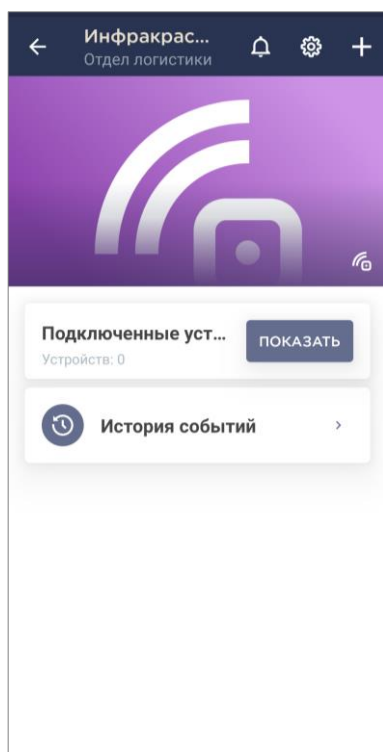 Инфракрас...
Отдел логистики
Подключенные уст...
Устройств: 0
ПОКАЗАТЬ
История событий